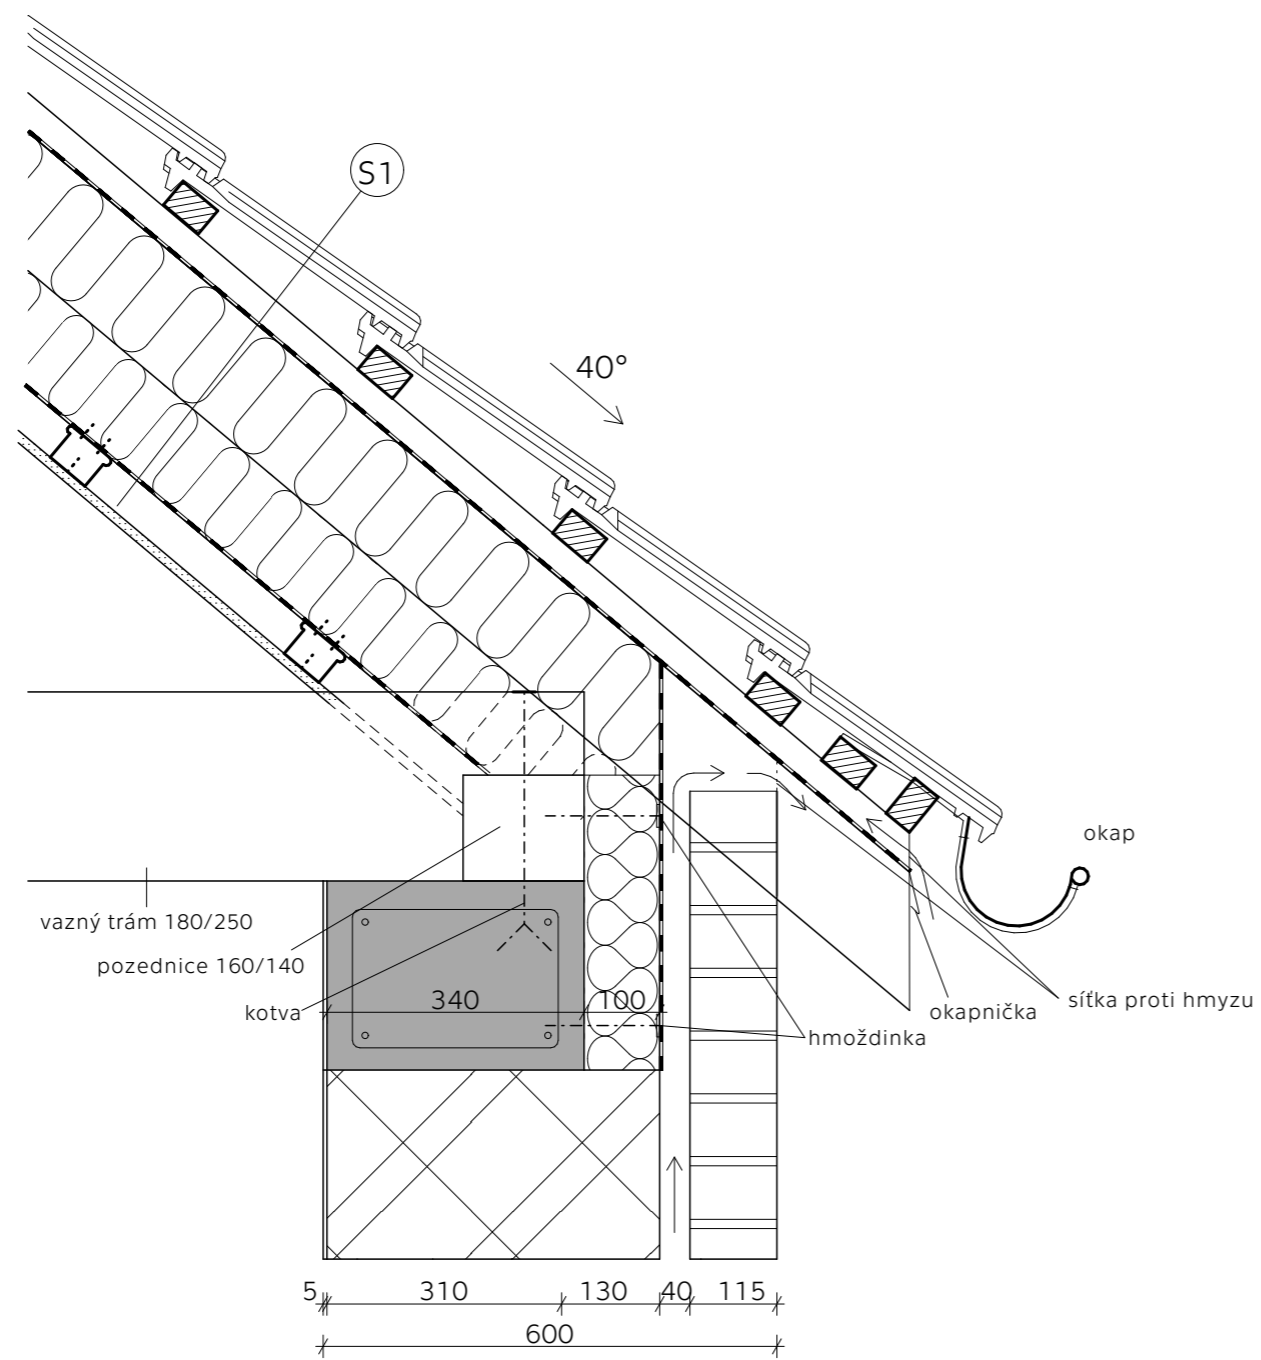 S1
40°
okap
vazný trám 180/250
pozednice 160/140
kotva
340
100
okapnička
síťka proti hmyzu
hmoždinka
5
310
130
40
115
600